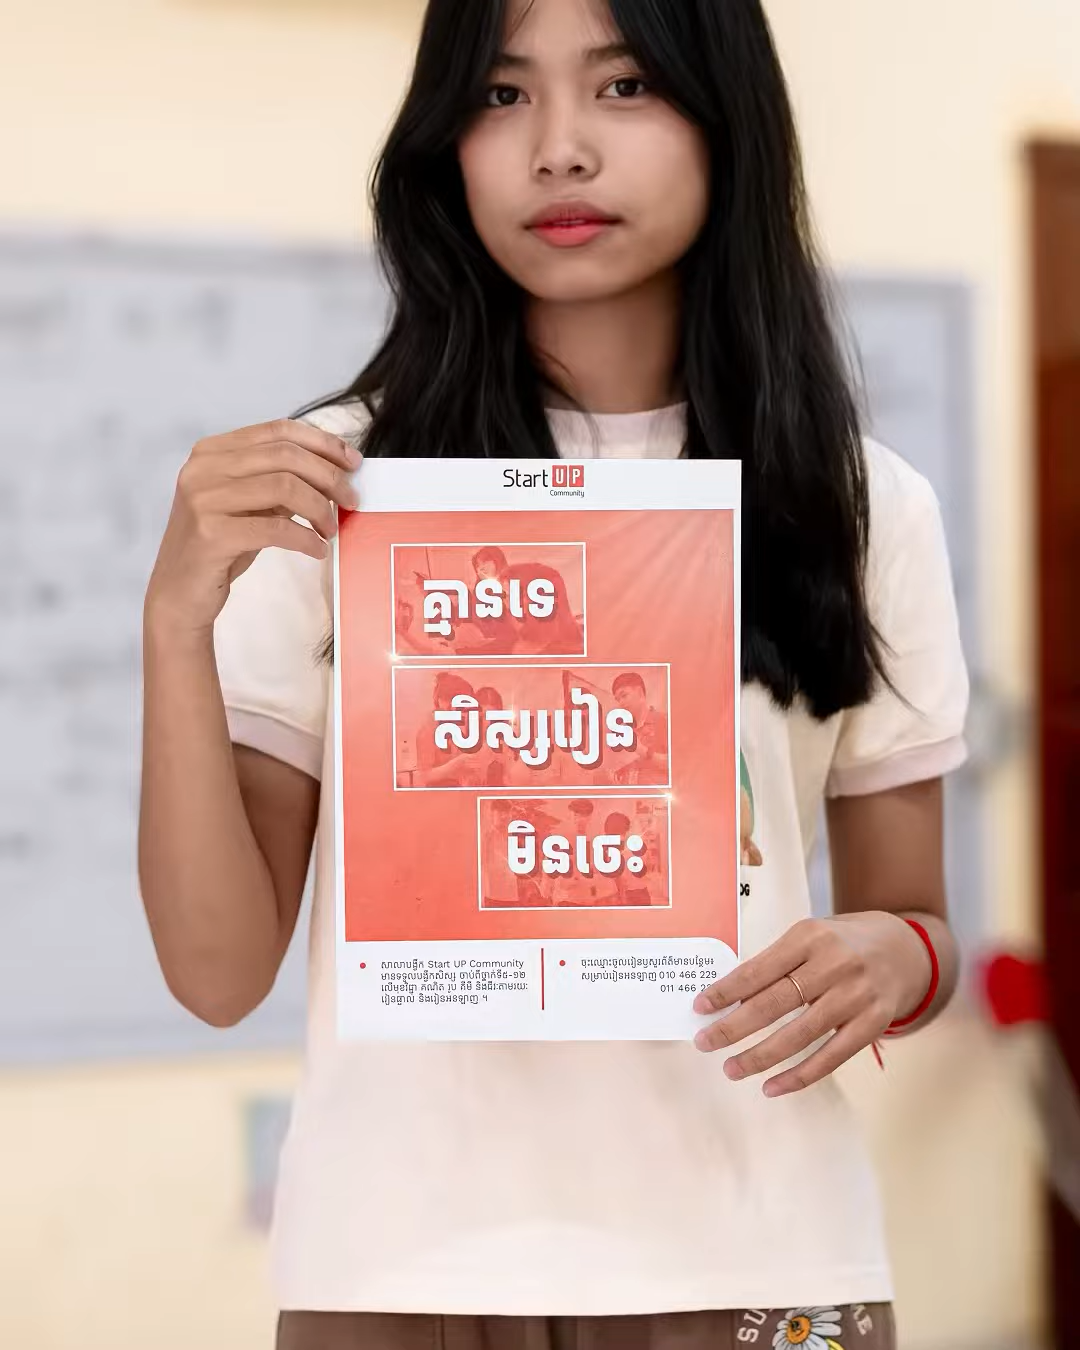 Start UP
Community
គ្មានទេ
សិស្សរៀន
មិនចេះ
សាលាបង្វឹក Start UP Community
មានទទួលបង្វឹកសិស្ស ចាប់ពីថ្នាក់ទី៥-១២
លើមុខវិជ្ជា គណិត រូប គីមី និងជីវៈតាមរយៈ
រៀនផ្ទាល់ និងរៀនអនឡាញ ។
ចុះឈ្មោះចូលរៀនឬសួរព័ត៌មានបន្ថែម៖
សម្រាប់រៀនអនឡាញ 010 466 229
011 466